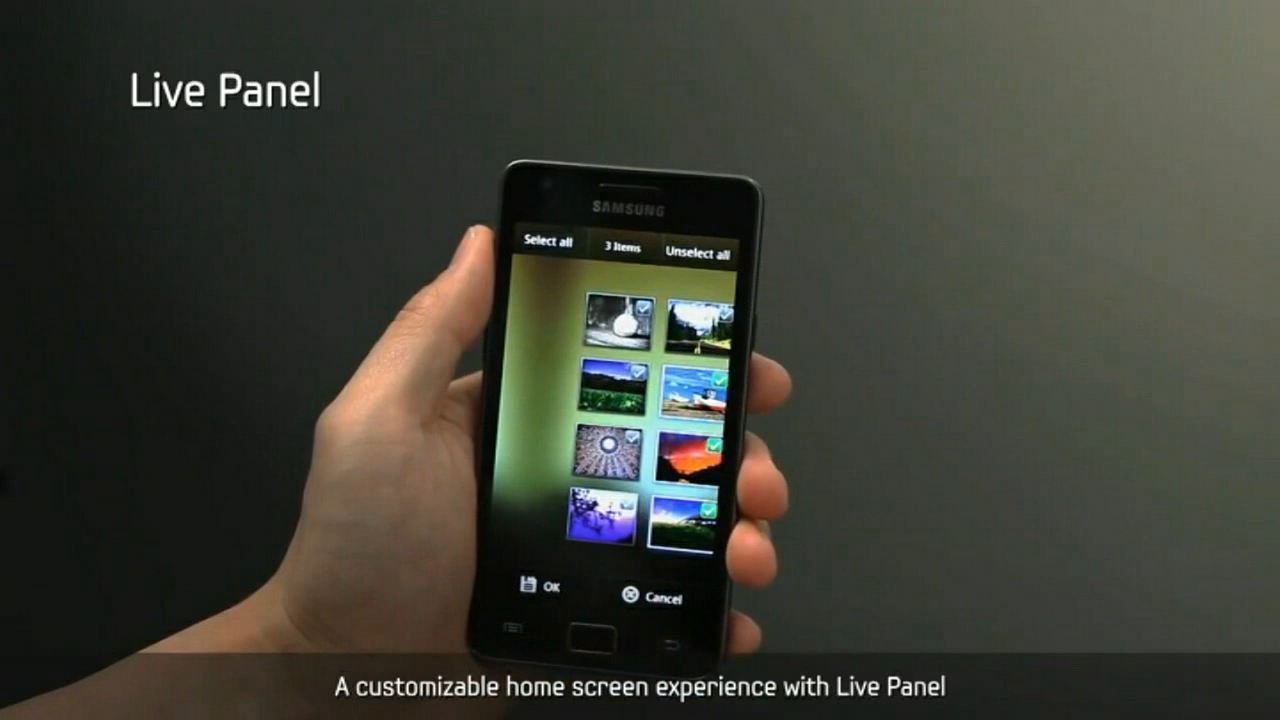 Live Panel
SAMSUNG
Select all 3 Items Unselect all
OK Cancel
A customizable home screen experience with Live Panel